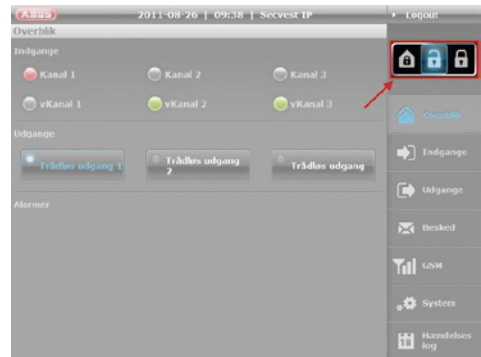 Abus 2011-08-26 | 09:38 | Secvest IP Logout
Overblik
Indgange
Kanal 1 Kanal 2 Kanal 3
vKanal 1 vKanal 2 vKanal 3
Overblik
Udgange
Trådløs udgang 1 Trådløs udgang 2 Trådløs udgang
Indgange
Udgange
Alarmer
Besked
GSM
System
Hændelses
log